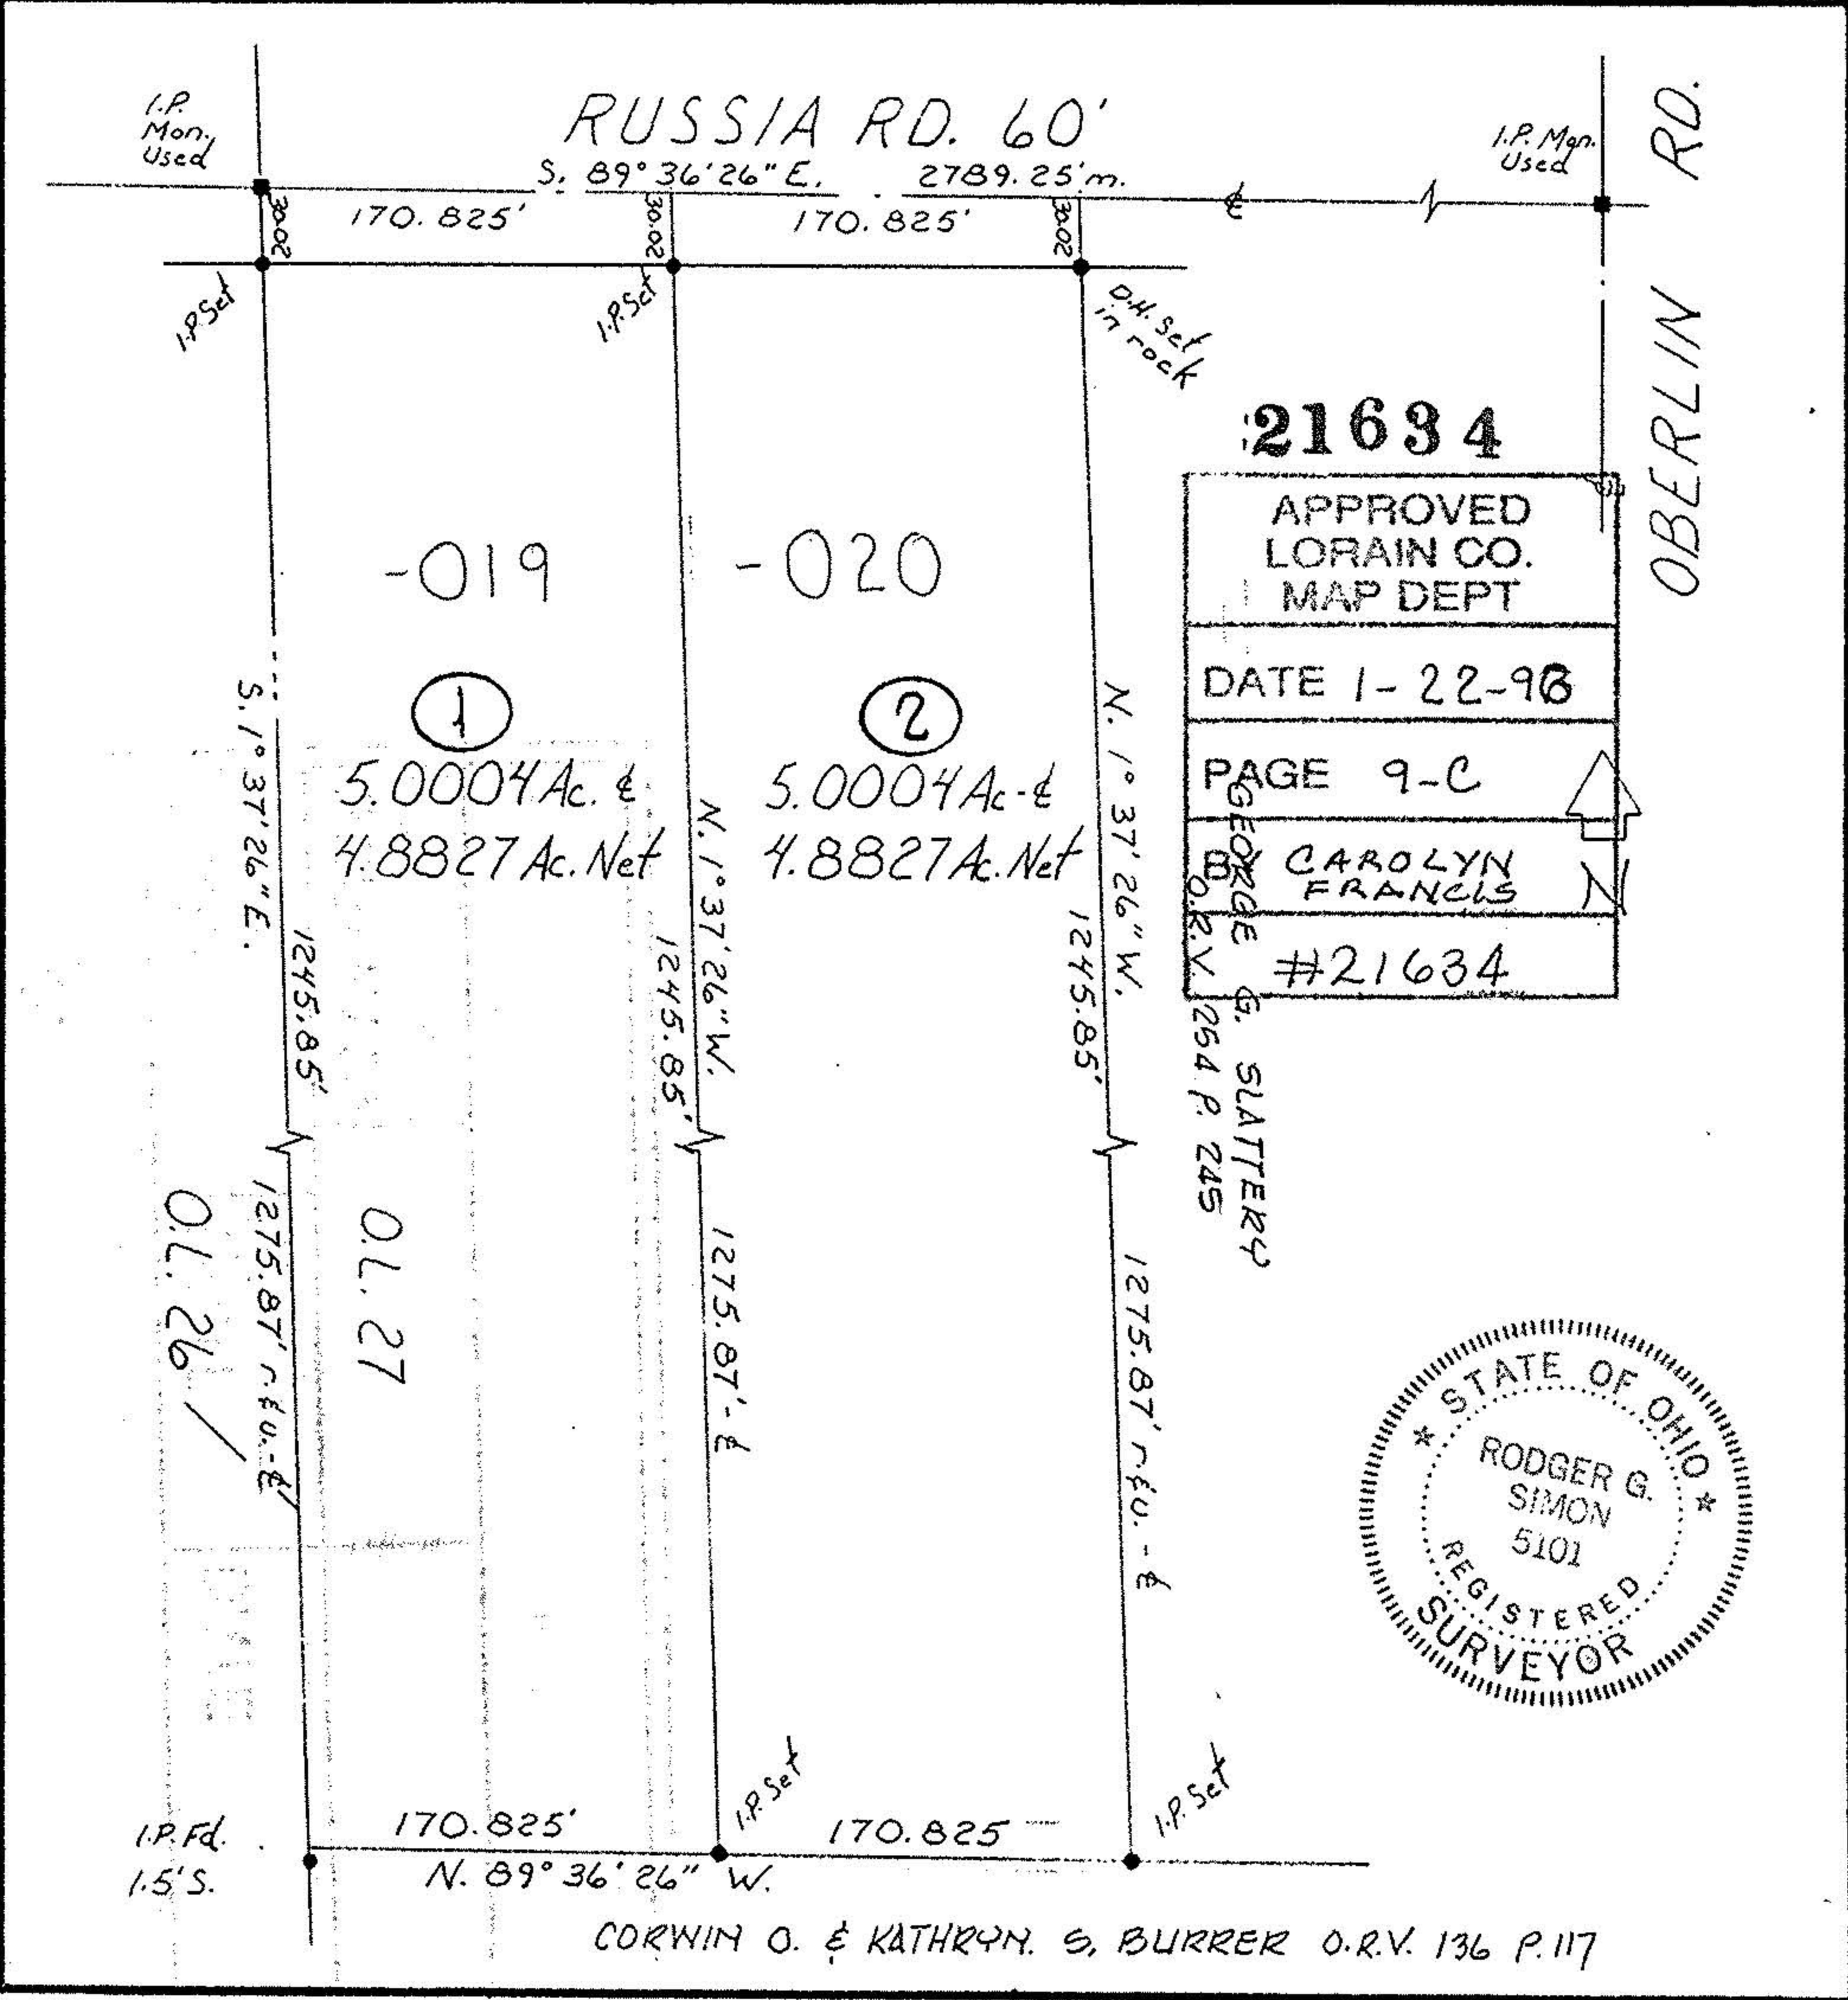 I.P.
Mon.
Used
RUSSIA RD. 60'
S. 89° 36' 26" E. 2789.25' m.
I.P. Mon.
Used
OBERLIN RD.
170.825'
170.825'
℄
30.02
30.02
30.02
I.P. Set
I.P. Set
D.H. Set
in rock
21634
APPROVED
LORAIN CO.
MAP DEPT
DATE 1-22-98
PAGE 9-C
BY CAROLYN
FRANCIS
#21634
N
-019
-020
1
5.0004 Ac. ℄
4.8827 Ac. Net
2
5.0004 Ac-℄
4.8827 Ac. Net
S. 1° 37' 26" E.
1245.85'
1275.87' r&u.-℄
N. 1° 37' 26" W.
1245.85'
1275.87'-℄
N. 1° 37' 26" W.
1245.85'
1275.87' r&u.-℄
GEORGE G. SLATTERY
O.R.V. 254 P. 245
O.L. 26
O.L. 27
STATE OF OHIO
RODGER G.
SIMON
5101
REGISTERED
SURVEYOR
I.P. Fd.
1.5' S.
170.825'
I.P. Set
170.825
I.P. Set
N. 89° 36' 26" W.
CORWIN O. & KATHRYN. S. BURRER O.R.V. 136 P. 117